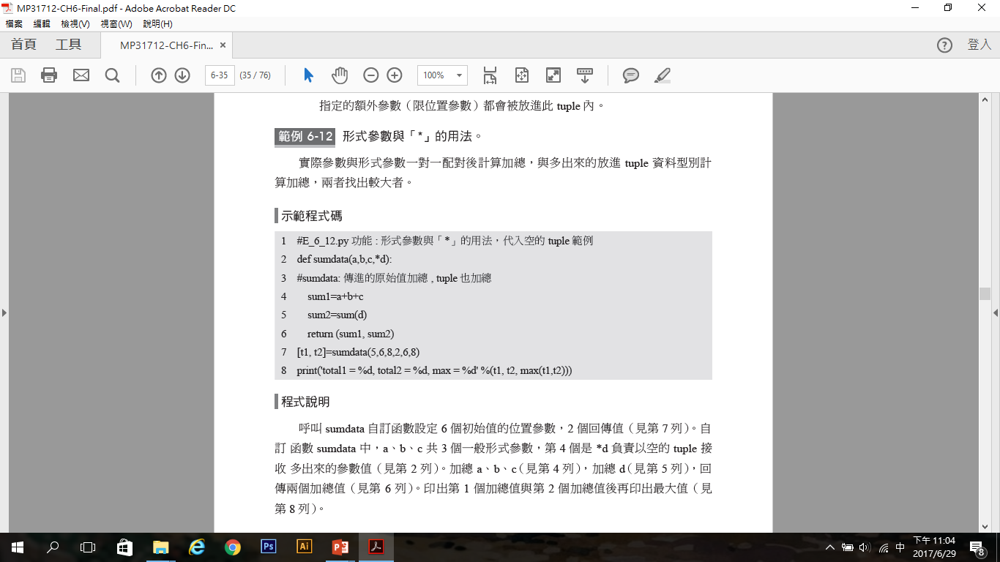 MP31712-CH6-Final.pdf - Adobe Acrobat Reader DC
檔案 編輯 檢視(V) 視窗(W) 說明(H)
首頁 工具 MP31712-CH6-Fin... × ? 登入
6-35 (35 / 76) 100%
指定的額外參數（限位置參數）都會被放進此 tuple 內。
範例 6-12 形式參數與「*」的用法。
實際參數與形式參數一對一配對後計算加總，與多出來的放進 tuple 資料型別計
算加總，兩者找出較大者。
示範程式碼
1 #E_6_12.py 功能 : 形式參數與「*」的用法，代入空的 tuple 範例
2 def sumdata(a,b,c,*d):
3 #sumdata: 傳進的原始值加總 , tuple 也加總
4 sum1=a+b+c
5 sum2=sum(d)
6 return (sum1, sum2)
7 [t1, t2]=sumdata(5,6,8,2,6,8)
8 print('total1 = %d, total2 = %d, max = %d' %(t1, t2, max(t1,t2)))
程式說明
呼叫 sumdata 自訂函數設定 6 個初始值的位置參數，2 個回傳值（見第 7 列）。自
訂 函數 sumdata 中，a、b、c 共 3 個一般形式參數，第 4 個是 *d 負責以空的 tuple 接
收 多出來的參數值（見第 2 列）。加總 a、b、c（見第 4 列），加總 d（見第 5 列），回
傳兩個加總值（見第 6 列）。印出第 1 個加總值與第 2 個加總值後再印出最大值（見
第 8 列）。
Ps Ai P 中 下午 11:04
2017/6/29 8